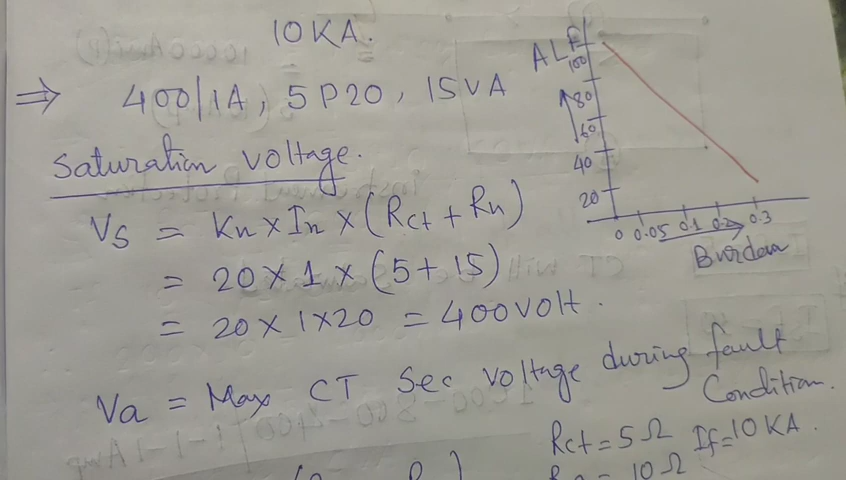 10KA.
⇒ 400/1A, 5P20, 15VA
Saturation voltage.
Vs = Kn x In x (Rct + Rn)
= 20 x 1 x (5+15)
= 20 x 1 x 20 = 400 volt.
ALF
100
80
60
40
20
0 0.05 0.1 0.2 0.3
Burden
Va = Max CT Sec voltage during fault
Condition.
Rct = 5Ω If = 10KA.
= 10Ω